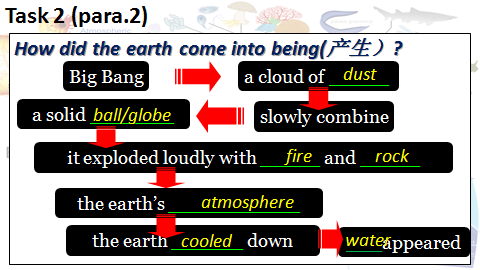 Task 2 (para.2)
How did the earth come into being(产生）?
Big Bang
a cloud of dust
slowly combine
a solid ball/globe
it exploded loudly with fire and rock
the earth's atmosphere
the earth cooled down
water appeared